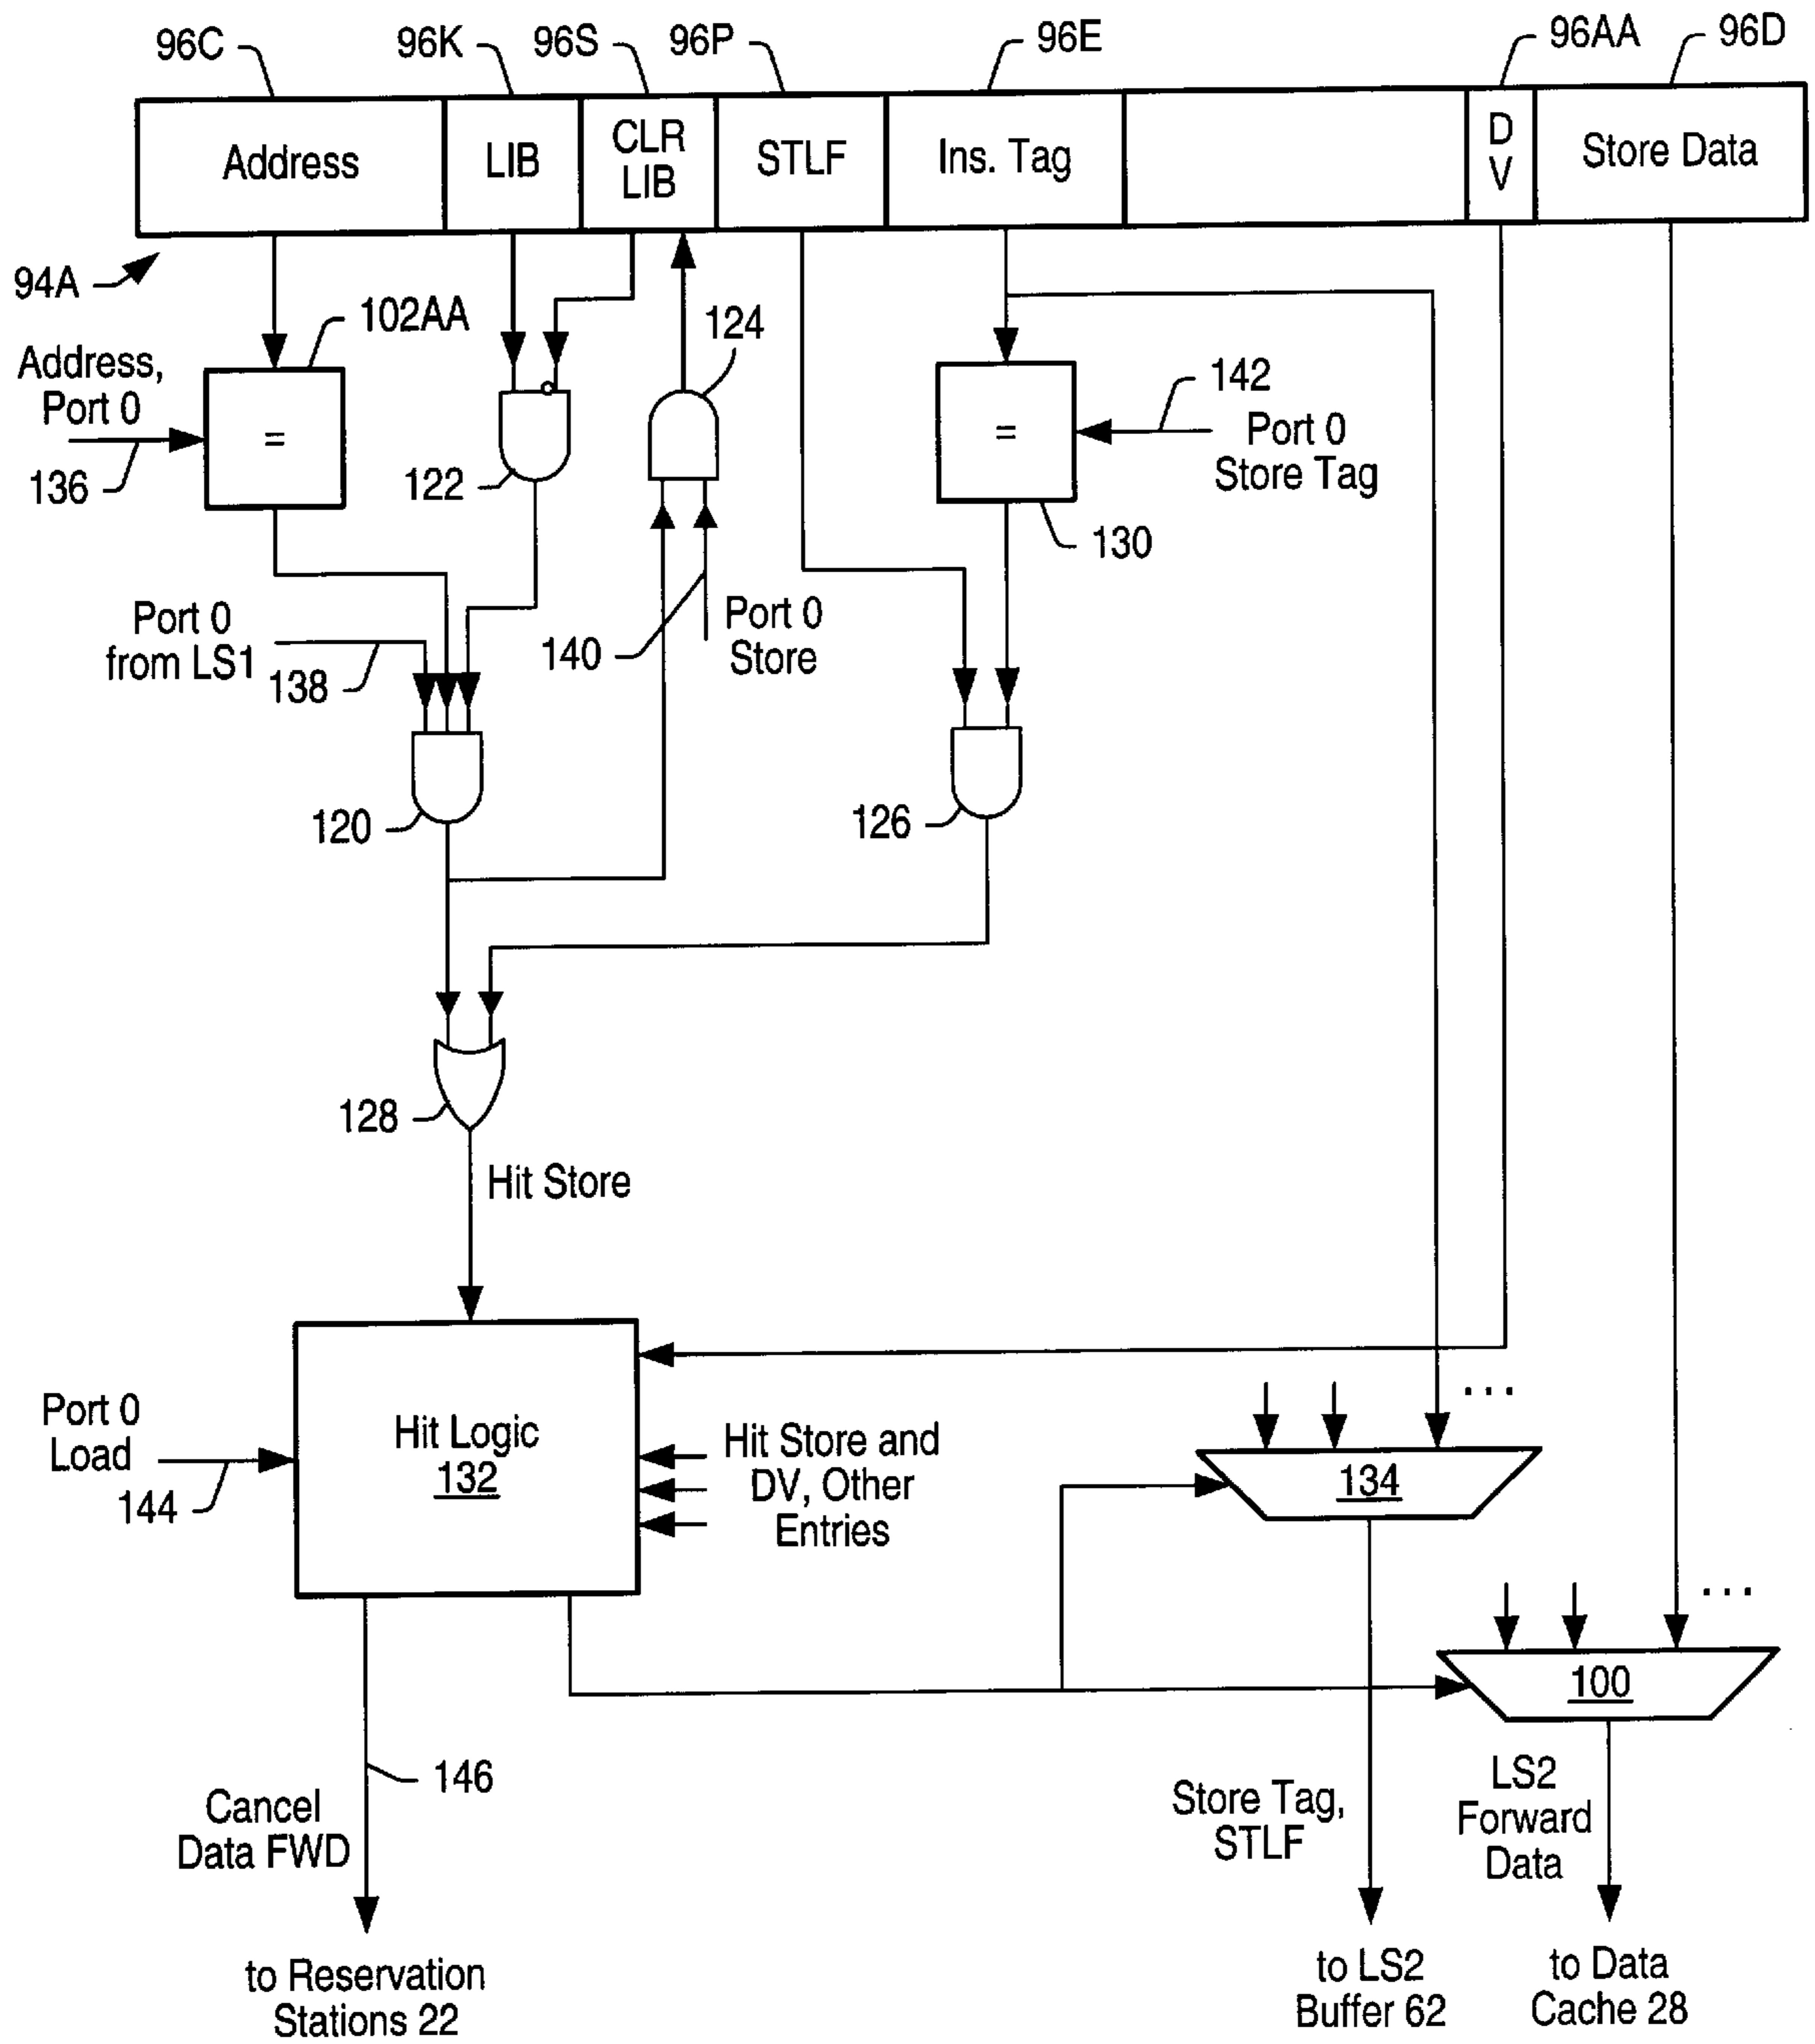 96C
96K
96S
96P
96E
96AA
96D
Address
LIB
CLR
LIB
STLF
Ins. Tag
D
V
Store Data
94A
102AA
124
Address,
Port 0
=
=
142
Port 0
Store Tag
136
122
130
Port 0
from LS1
138
140
Port 0
Store
120
126
128
Hit Store
Port 0
Load
144
Hit Logic
132
Hit Store and
DV, Other
Entries
...
134
...
100
146
Cancel
Data FWD
Store Tag,
STLF
LS2
Forward
Data
to Reservation
Stations 22
to LS2
Buffer 62
to Data
Cache 28